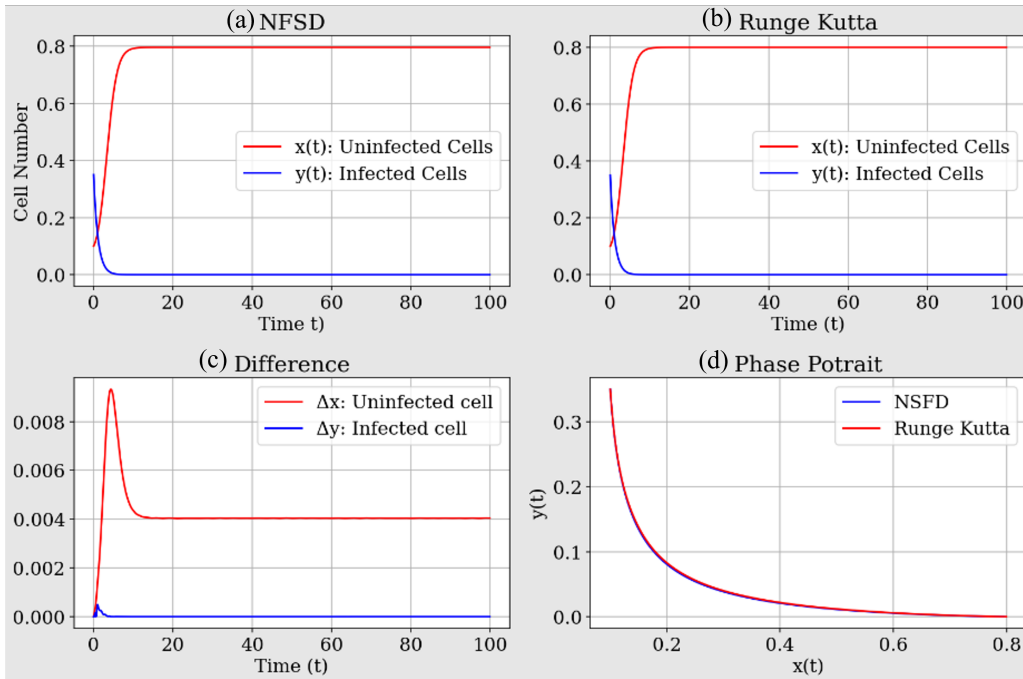 (a) NFSD
0.8
0.6
0.4
0.2
0.0
Cell Number
x(t): Uninfected Cells
y(t): Infected Cells
0 20 40 60 80 100
Time t)
(b) Runge Kutta
0.8
0.6
0.4
0.2
0.0
x(t): Uninfected Cells
y(t): Infected Cells
0 20 40 60 80 100
Time (t)
(c) Difference
0.008
0.006
0.004
0.002
0.000
Δx: Uninfected cell
Δy: Infected cell
0 20 40 60 80 100
Time (t)
(d) Phase Potrait
0.3
0.2
0.1
0.0
y(t)
NSFD
Runge Kutta
0.2 0.4 0.6 0.8
x(t)